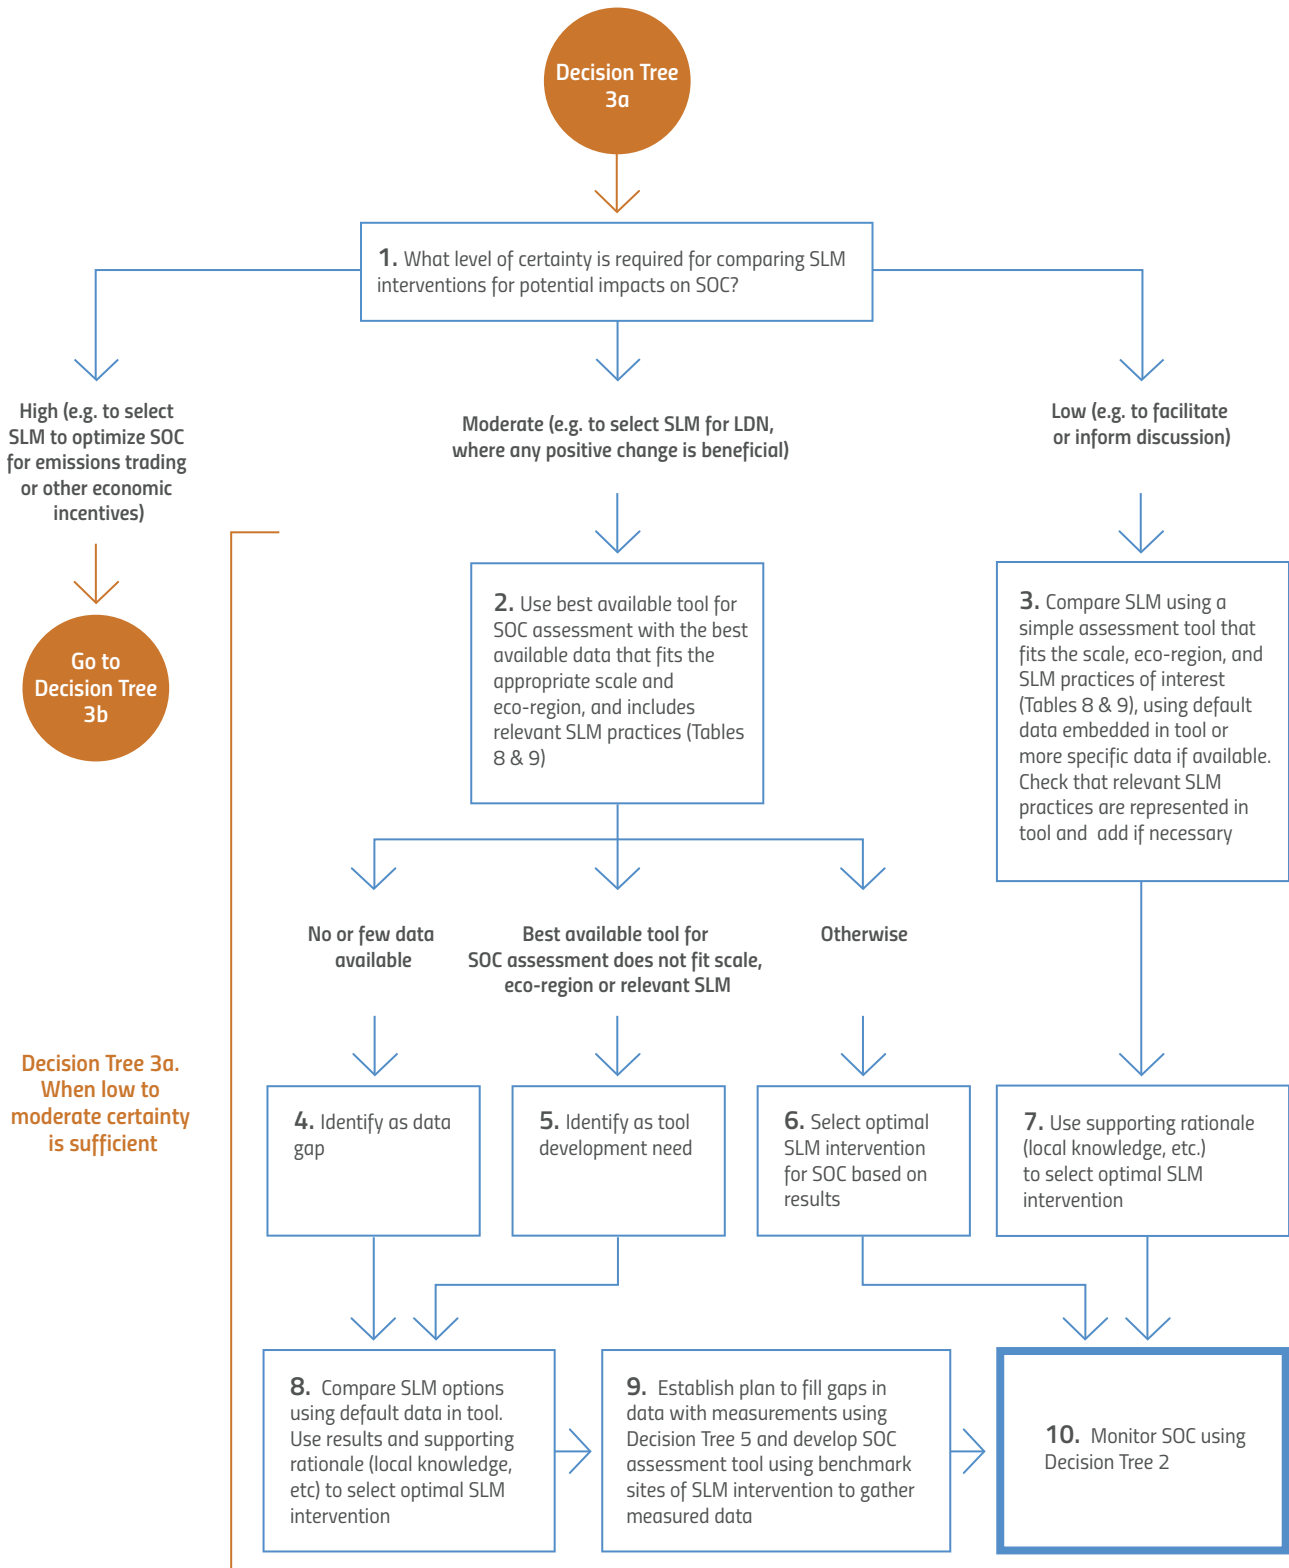 Decision Tree
3a
1. What level of certainty is required for comparing SLM
interventions for potential impacts on SOC?
High (e.g. to select
SLM to optimize SOC
for emissions trading
or other economic
incentives)
Moderate (e.g. to select SLM for LDN,
where any positive change is beneficial)
Low (e.g. to facilitate
or inform discussion)
Go to
Decision Tree
3b
2. Use best available tool for
SOC assessment with the best
available data that fits the
appropriate scale and
eco-region, and includes
relevant SLM practices (Tables
8 & 9)
3. Compare SLM using a
simple assessment tool that
fits the scale, eco-region, and
SLM practices of interest
(Tables 8 & 9), using default
data embedded in tool or
more specific data if available.
Check that relevant SLM
practices are represented in
tool and add if necessary
No or few data
available
Best available tool for
SOC assessment does not fit scale,
eco-region or relevant SLM
Otherwise
Decision Tree 3a.
When low to
moderate certainty
is sufficient
4. Identify as data
gap
5. Identify as tool
development need
6. Select optimal
SLM intervention
for SOC based on
results
7. Use supporting rationale
(local knowledge, etc.)
to select optimal SLM
intervention
8. Compare SLM options
using default data in tool.
Use results and supporting
rationale (local knowledge,
etc) to select optimal SLM
intervention
9. Establish plan to fill gaps in
data with measurements using
Decision Tree 5 and develop SOC
assessment tool using benchmark
sites of SLM intervention to gather
measured data
10. Monitor SOC using
Decision Tree 2